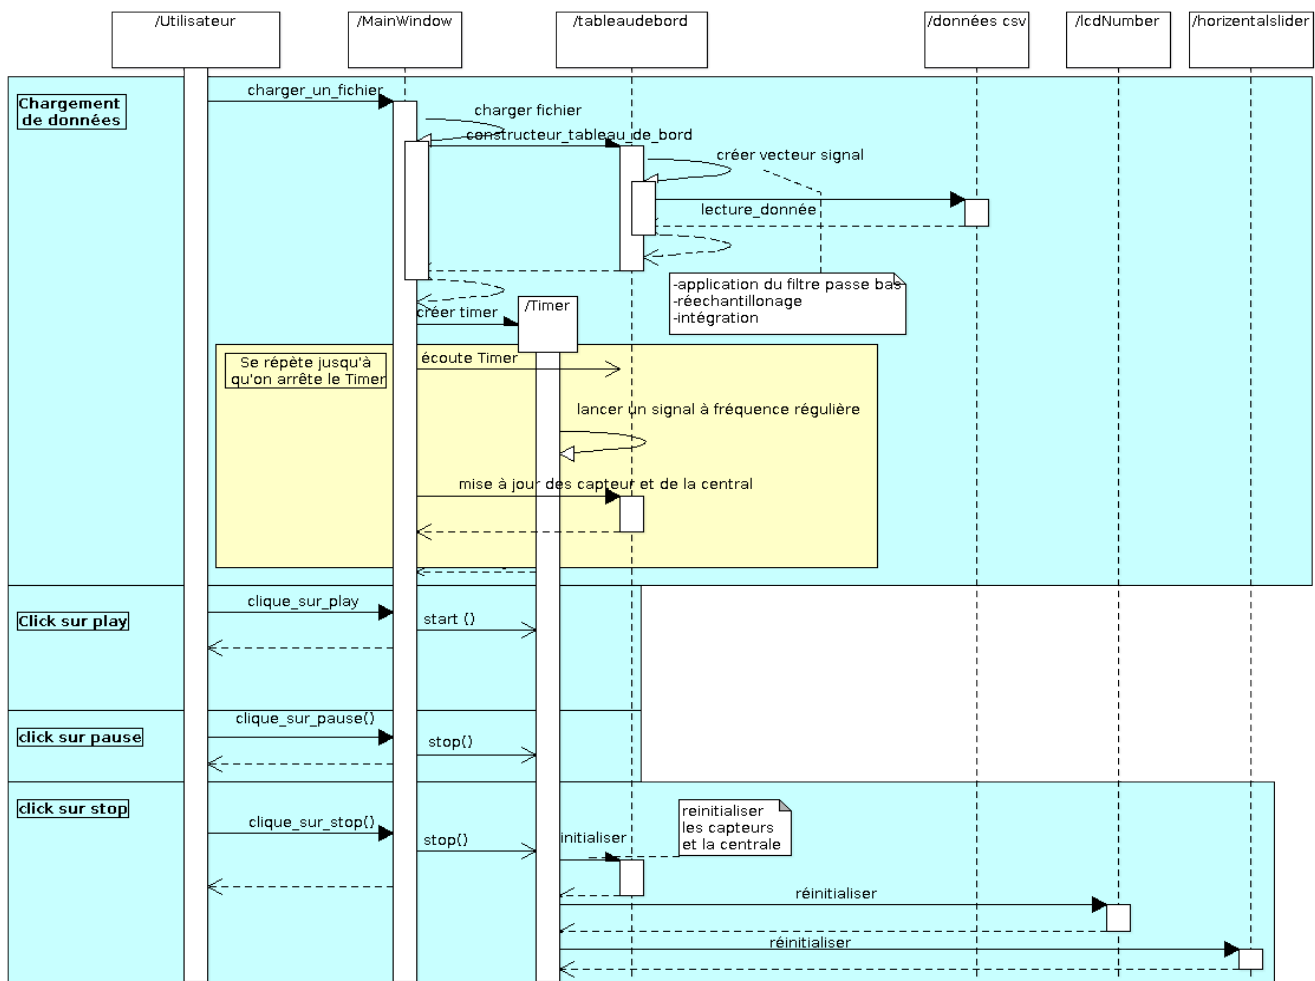 /Utilisateur
/MainWindow
/tableaudebord
/données csv
/lcdNumber
/horizentalslider
Chargement
de données
charger_un_fichier
charger fichier
constructeur_tableau_de_bord
créer vecteur signal
lecture_donnée
-application du filtre passe bas
-réechantillonage
-intégration
créer timer
/Timer
Se répète jusqu'à
qu'on arrête le Timer
écoute Timer
lancer un signal à fréquence régulière
mise à jour des capteur et de la central
Click sur play
clique_sur_play
start ()
click sur pause
clique_sur_pause()
stop()
click sur stop
clique_sur_stop()
stop()
initialiser
reinitialiser
les capteurs
et la centrale
réinitialiser
réinitialiser